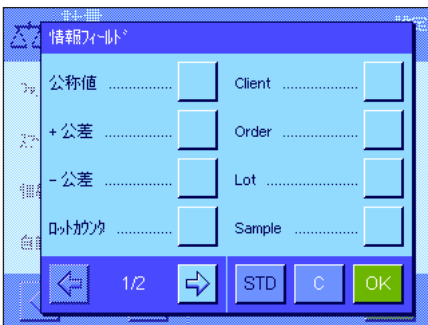 情報フィールド
公称値 ...............
Client ...................
+ 公差 ................
Order ...................
− 公差 ................
Lot .......................
ロットカウンタ ...............
Sample ................
1/2
STD
C
OK